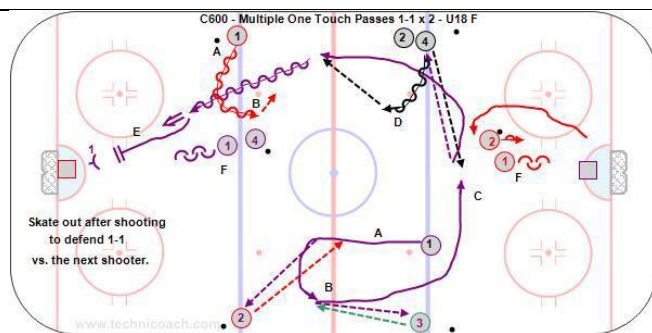 C600 - Multiple One Touch Passes 1-1 x 2 - U18 F
1
2
4
A
B
D
E
1
1
4
F
2
1
F
C
Skate out after shooting
to defend 1-1
vs. the next shooter.
A
1
B
2
3
www.technicoach.com